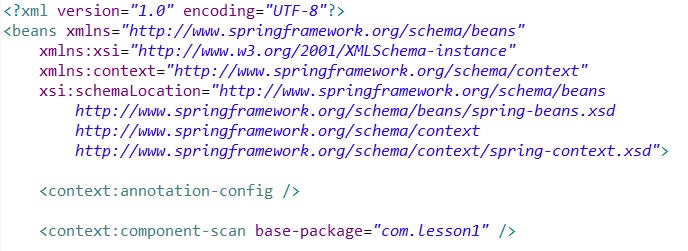 <?xml version="1.0" encoding="UTF-8"?>
<beans xmlns="http://www.springframework.org/schema/beans"
xmlns:xsi="http://www.w3.org/2001/XMLSchema-instance"
xmlns:context="http://www.springframework.org/schema/context"
xsi:schemaLocation="http://www.springframework.org/schema/beans
http://www.springframework.org/schema/beans/spring-beans.xsd
http://www.springframework.org/schema/context
http://www.springframework.org/schema/context/spring-context.xsd">
<context:annotation-config />
<context:component-scan base-package="com.lesson1" />